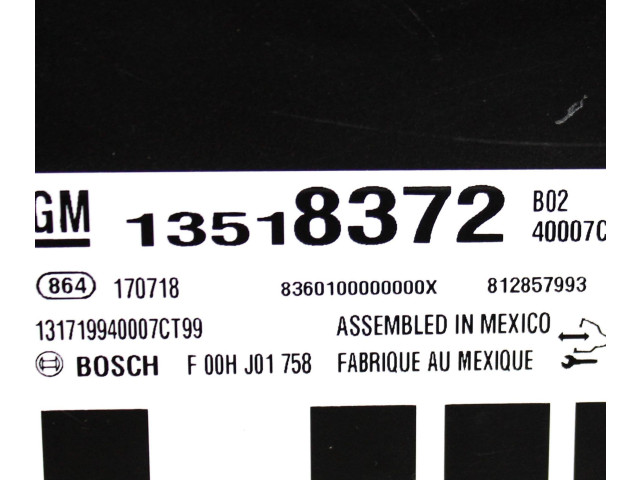 GM 13518372 B02
40007C
864 170718 8360100000000X 812857993
131719940007CT99 ASSEMBLED IN MEXICO
BOSCH F 00H J01 758 FABRIQUE AU MEXIQUE